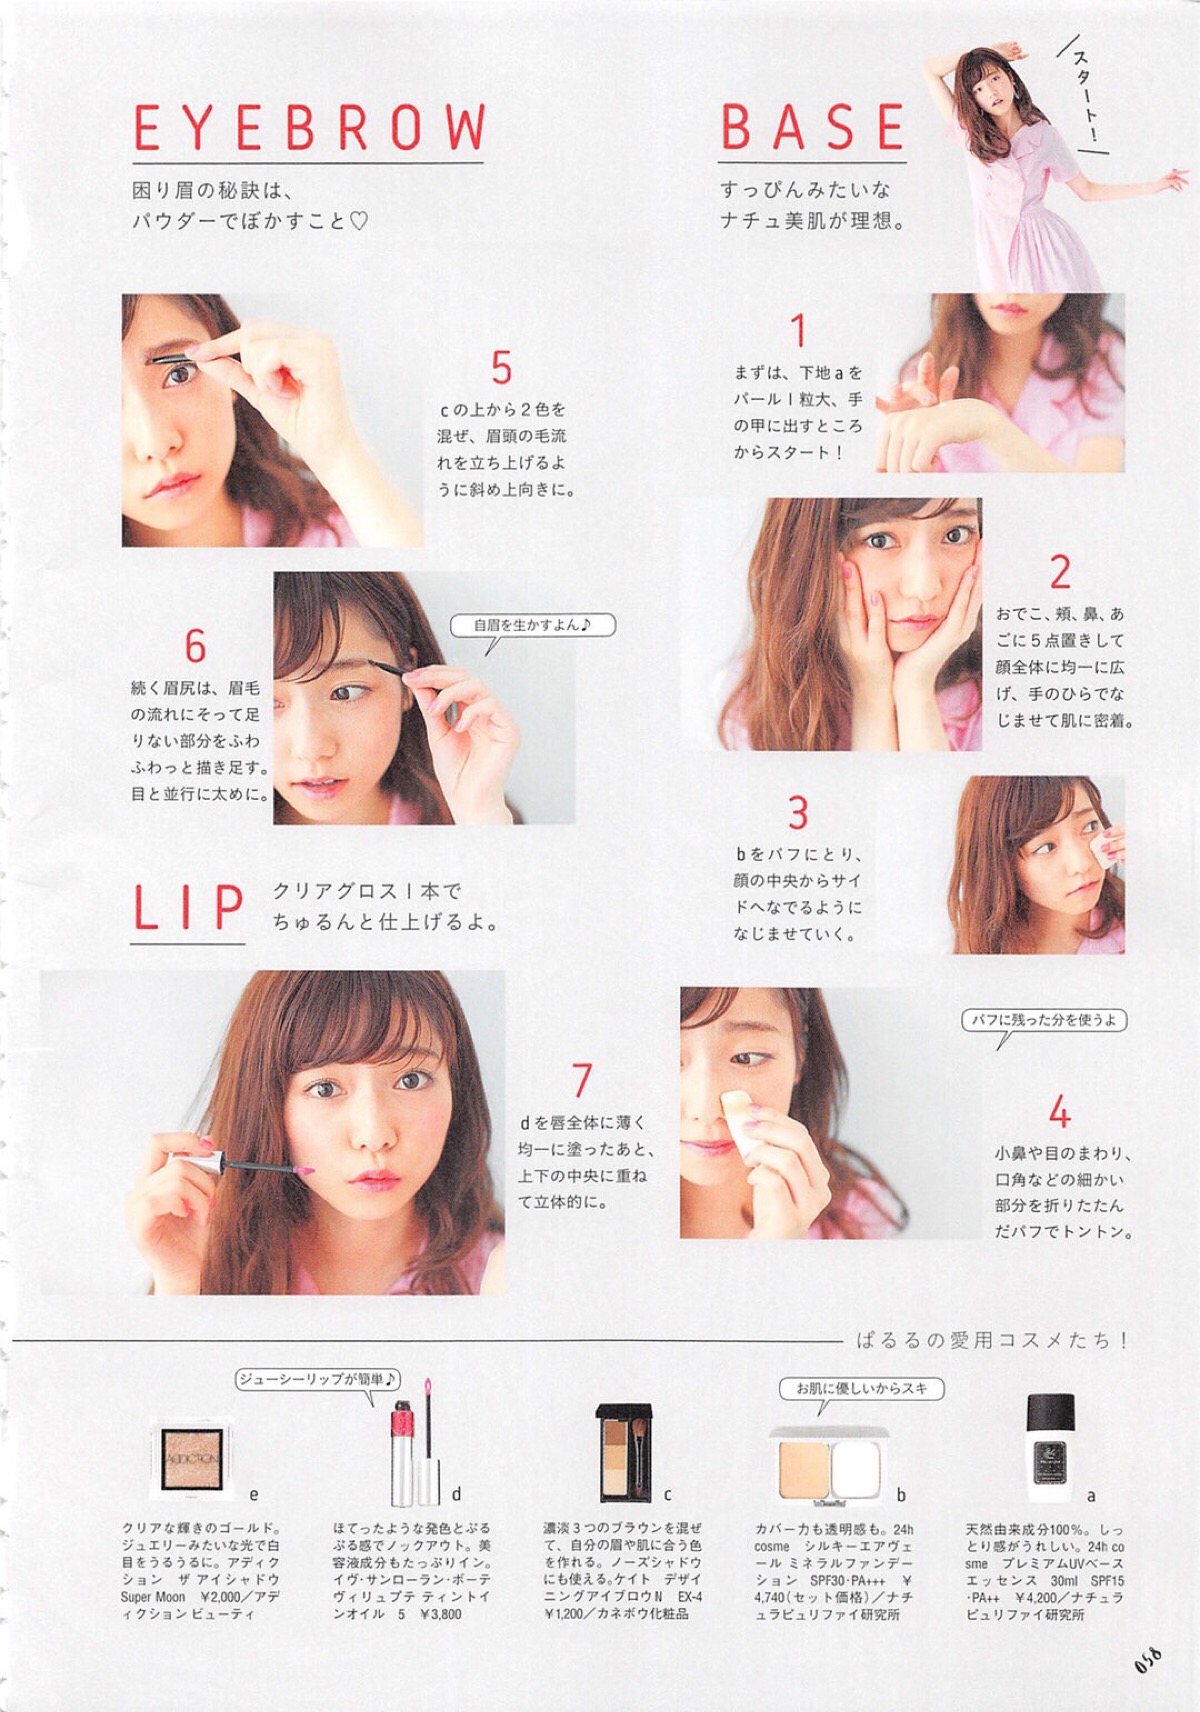 スタート!
BASE
すっぴんみたいな
ナチュ美肌が理想。
1
まずは、下地aを
パール1粒大、手
の甲に出すところ
からスタート!
2
おでこ、頬、鼻、あ
ごに5点置きして
顔全体に均一に広
げ、手のひらでな
じませて肌に密着。
3
bをパフにとり、
顔の中央からサイ
ドへなでるように
なじませていく。
パフに残った分を使うよ
4
小鼻や目のまわり、
口角などの細かい
部分を折りたたん
だパフでトントン。
EYEBROW
困り眉の秘訣は、
パウダーでぼかすこと♡
5
cの上から2色を
混ぜ、眉頭の毛流
れを立ち上げるよ
うに斜め上向きに。
自眉を生かすよん♪
6
続く眉尻は、眉毛
の流れにそって足
りない部分をふわ
ふわっと描き足す。
目と並行に太めに。
LIP
クリアグロス1本で
ちゅるんと仕上げるよ。
7
dを唇全体に薄く
均一に塗ったあと、
上下の中央に重ね
て立体的に。
ぱるるの愛用コスメたち!
a
天然由来成分100%。しっ
とり感がうれしい。24h co
sme プレミアムUVベース
エッセンス 30ml SPF15
・PA++ ¥4,200/ナチュラ
ピュリファイ研究所
お肌に優しいからスキ
b
カバー力も透明感も。24h
cosme シルキーエアヴェ
ール ミネラルファンデー
ション SPF30・PA+++ ¥
4,740(セット価格)/ナチ
ュラピュリファイ研究所
c
濃淡3つのブラウンを混ぜ
て、自分の眉や肌に合う色
を作れる。ノーズシャドウ
にも使える。ケイト デザイ
ニングアイブロウN EX-4
¥1,200/カネボウ化粧品
ジューシーリップが簡単♪
d
ほてったような発色とぷる
ぷる感でノックアウト。美
容液成分もたっぷりイン。
イヴ・サンローラン・ボーテ
ヴォリュプテ ティントイ
ンオイル 5 ¥3,800
ADDICTION
e
クリアな輝きのゴールド。
ジュエリーみたいな光で白
目をうるうるに。アディク
ション ザ アイシャドウ
Super Moon ¥2,000/アデ
ィクション ビューティ
058